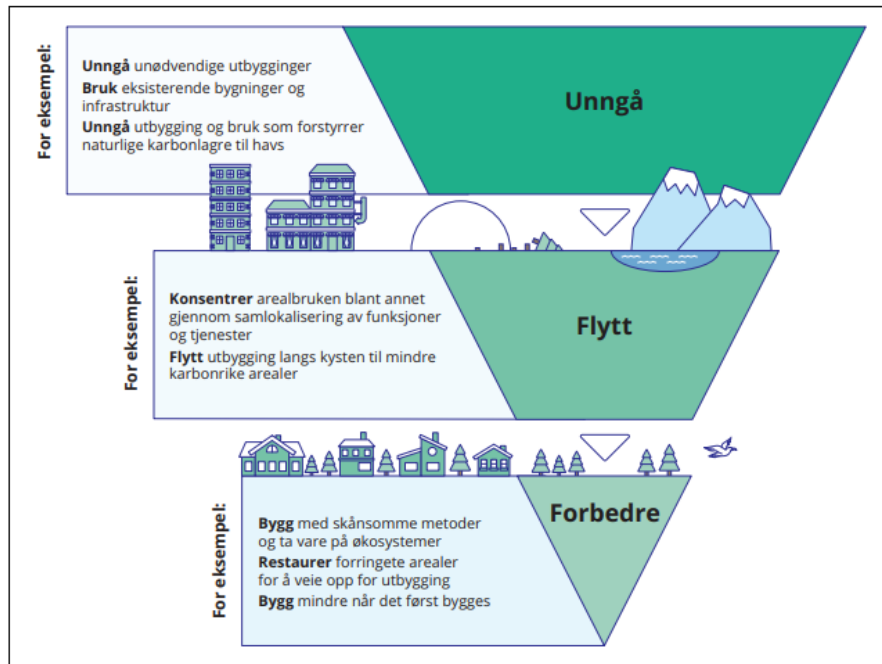 For eksempel:
Unngå unødvendige utbygginger
Bruk eksisterende bygninger og
infrastruktur
Unngå utbygging og bruk som forstyrrer
naturlige karbonlagre til havs
Unngå
For eksempel:
Konsentrer arealbruken blant annet
gjennom samlokalisering av funksjoner
og tjenester
Flytt utbygging langs kysten til mindre
karbonrike arealer
Flytt
For eksempel:
Bygg med skånsomme metoder
og ta vare på økosystemer
Restaurer forringete arealer
for å veie opp for utbygging
Bygg mindre når det først bygges
Forbedre